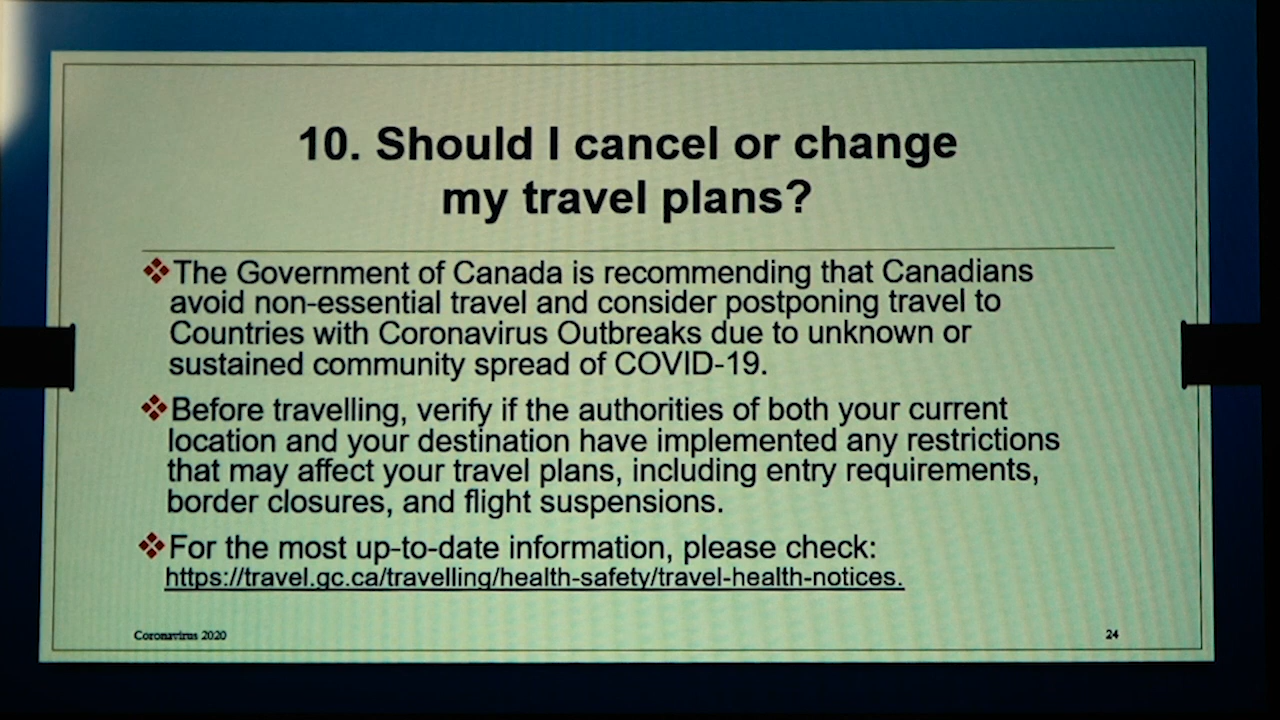 10. Should I cancel or change
my travel plans?
The Government of Canada is recommending that Canadians
avoid non-essential travel and consider postponing travel to
Countries with Coronavirus Outbreaks due to unknown or
sustained community spread of COVID-19.
Before travelling, verify if the authorities of both your current
location and your destination have implemented any restrictions
that may affect your travel plans, including entry requirements,
border closures, and flight suspensions.
For the most up-to-date information, please check:
https://travel.gc.ca/travelling/health-safety/travel-health-notices.
Coronavirus 2020
24